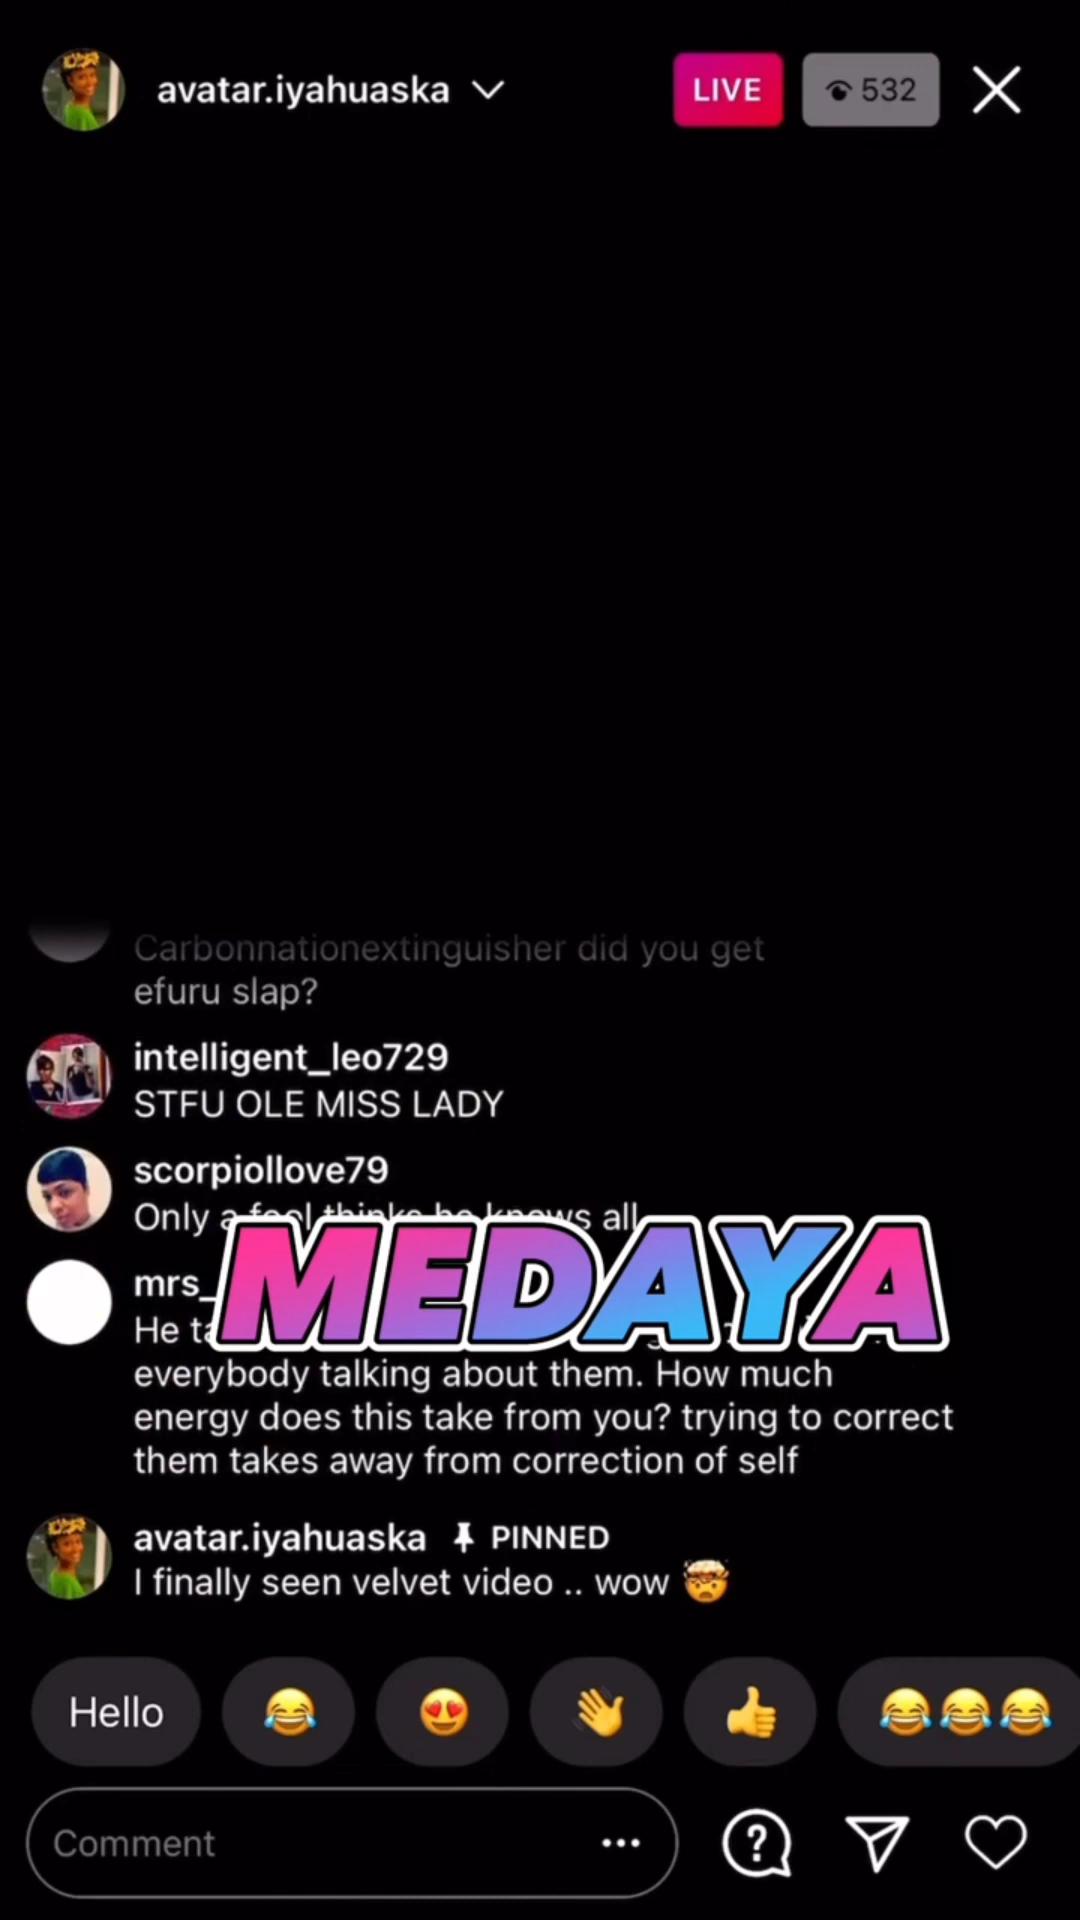 avatar.iyahuaska
LIVE
532
Carbonnationextinguisher did you get
efuru slap?
intelligent_leo729
STFU OLE MISS LADY
scorpiollove79
Only a fool thinks he knows all
MEDAYA
mrs_
He
everybody talking about them. How much
energy does this take from you? trying to correct
them takes away from correction of self
avatar.iyahuaska PINNED
I finally seen velvet video .. wow 🤯
Hello 😂 😍 👋 👍 😂😂😂
Comment